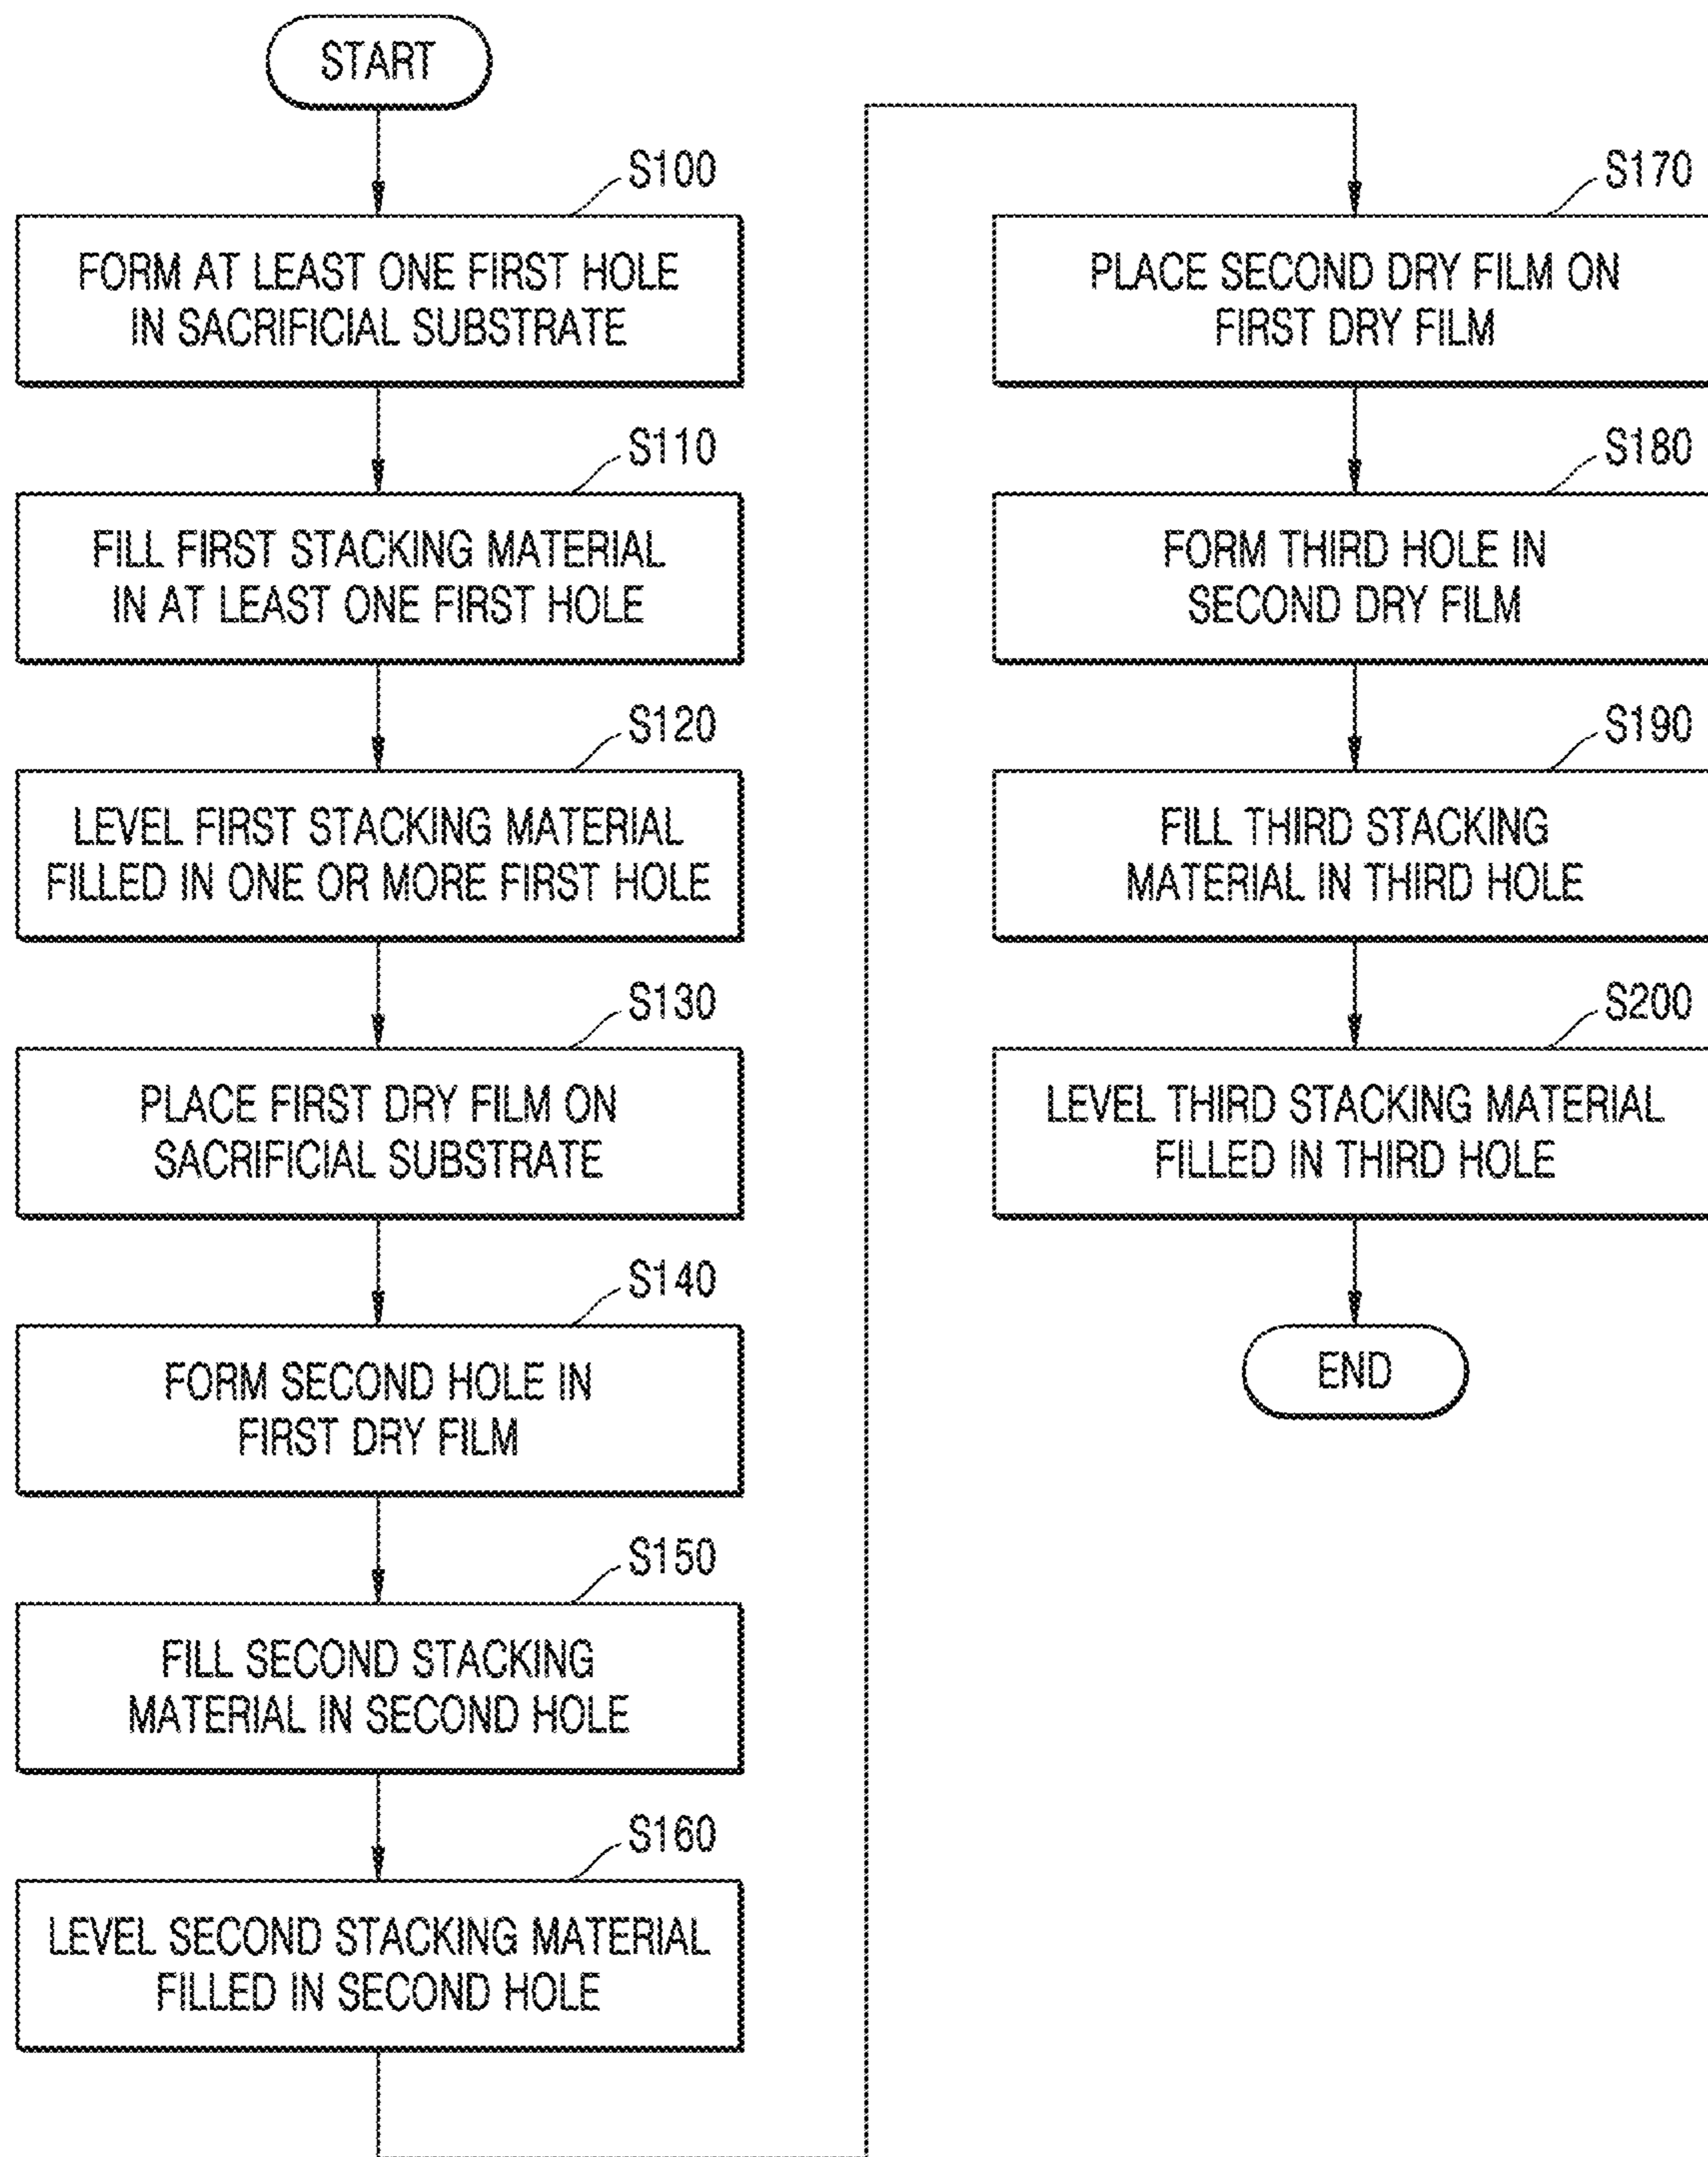 START
S100
FORM AT LEAST ONE FIRST HOLE
IN SACRIFICIAL SUBSTRATE
S110
FILL FIRST STACKING MATERIAL
IN AT LEAST ONE FIRST HOLE
S120
LEVEL FIRST STACKING MATERIAL
FILLED IN ONE OR MORE FIRST HOLE
S130
PLACE FIRST DRY FILM ON
SACRIFICIAL SUBSTRATE
S140
FORM SECOND HOLE IN
FIRST DRY FILM
S150
FILL SECOND STACKING
MATERIAL IN SECOND HOLE
S160
LEVEL SECOND STACKING MATERIAL
FILLED IN SECOND HOLE
S170
PLACE SECOND DRY FILM ON
FIRST DRY FILM
S180
FORM THIRD HOLE IN
SECOND DRY FILM
S190
FILL THIRD STACKING
MATERIAL IN THIRD HOLE
S200
LEVEL THIRD STACKING MATERIAL
FILLED IN THIRD HOLE
END